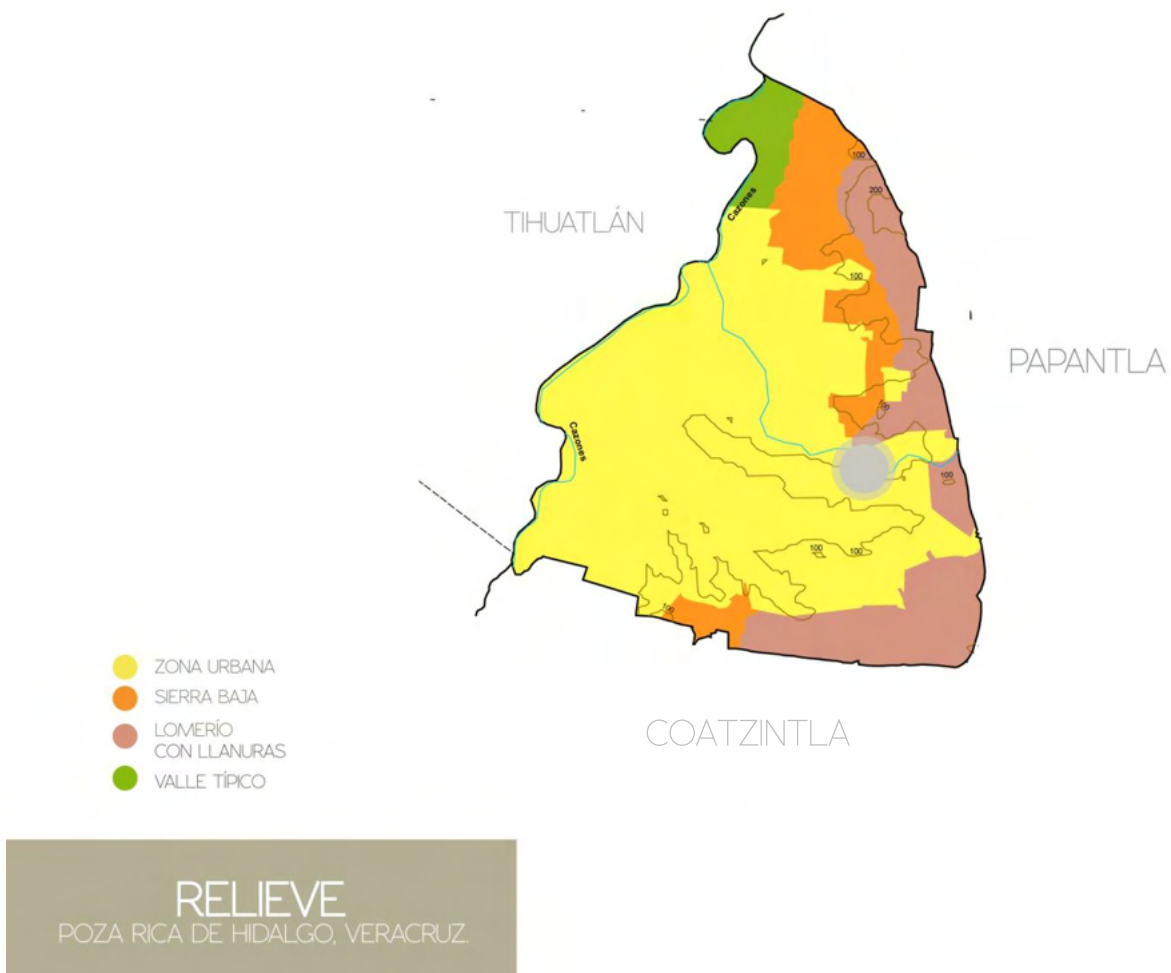 100
200
Cazones
TIHUATLÁN
100
PAPANTLA
100
Cazones
100
100
100
100
ZONA URBANA
SIERRA BAJA
LOMERÍO
CON LLANURAS
COATZINTLA
VALLE TÍPICO
RELIEVE
POZA RICA DE HIDALGO, VERACRUZ.